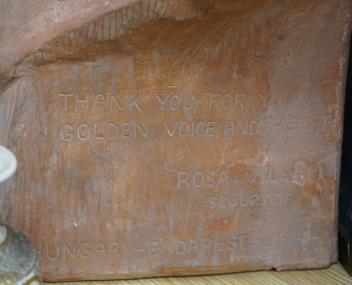 THANK YOU FOR
GOLDEN VOICE, AND
ROSA
SCULPTOR
HUNGARY - BUDAPEST